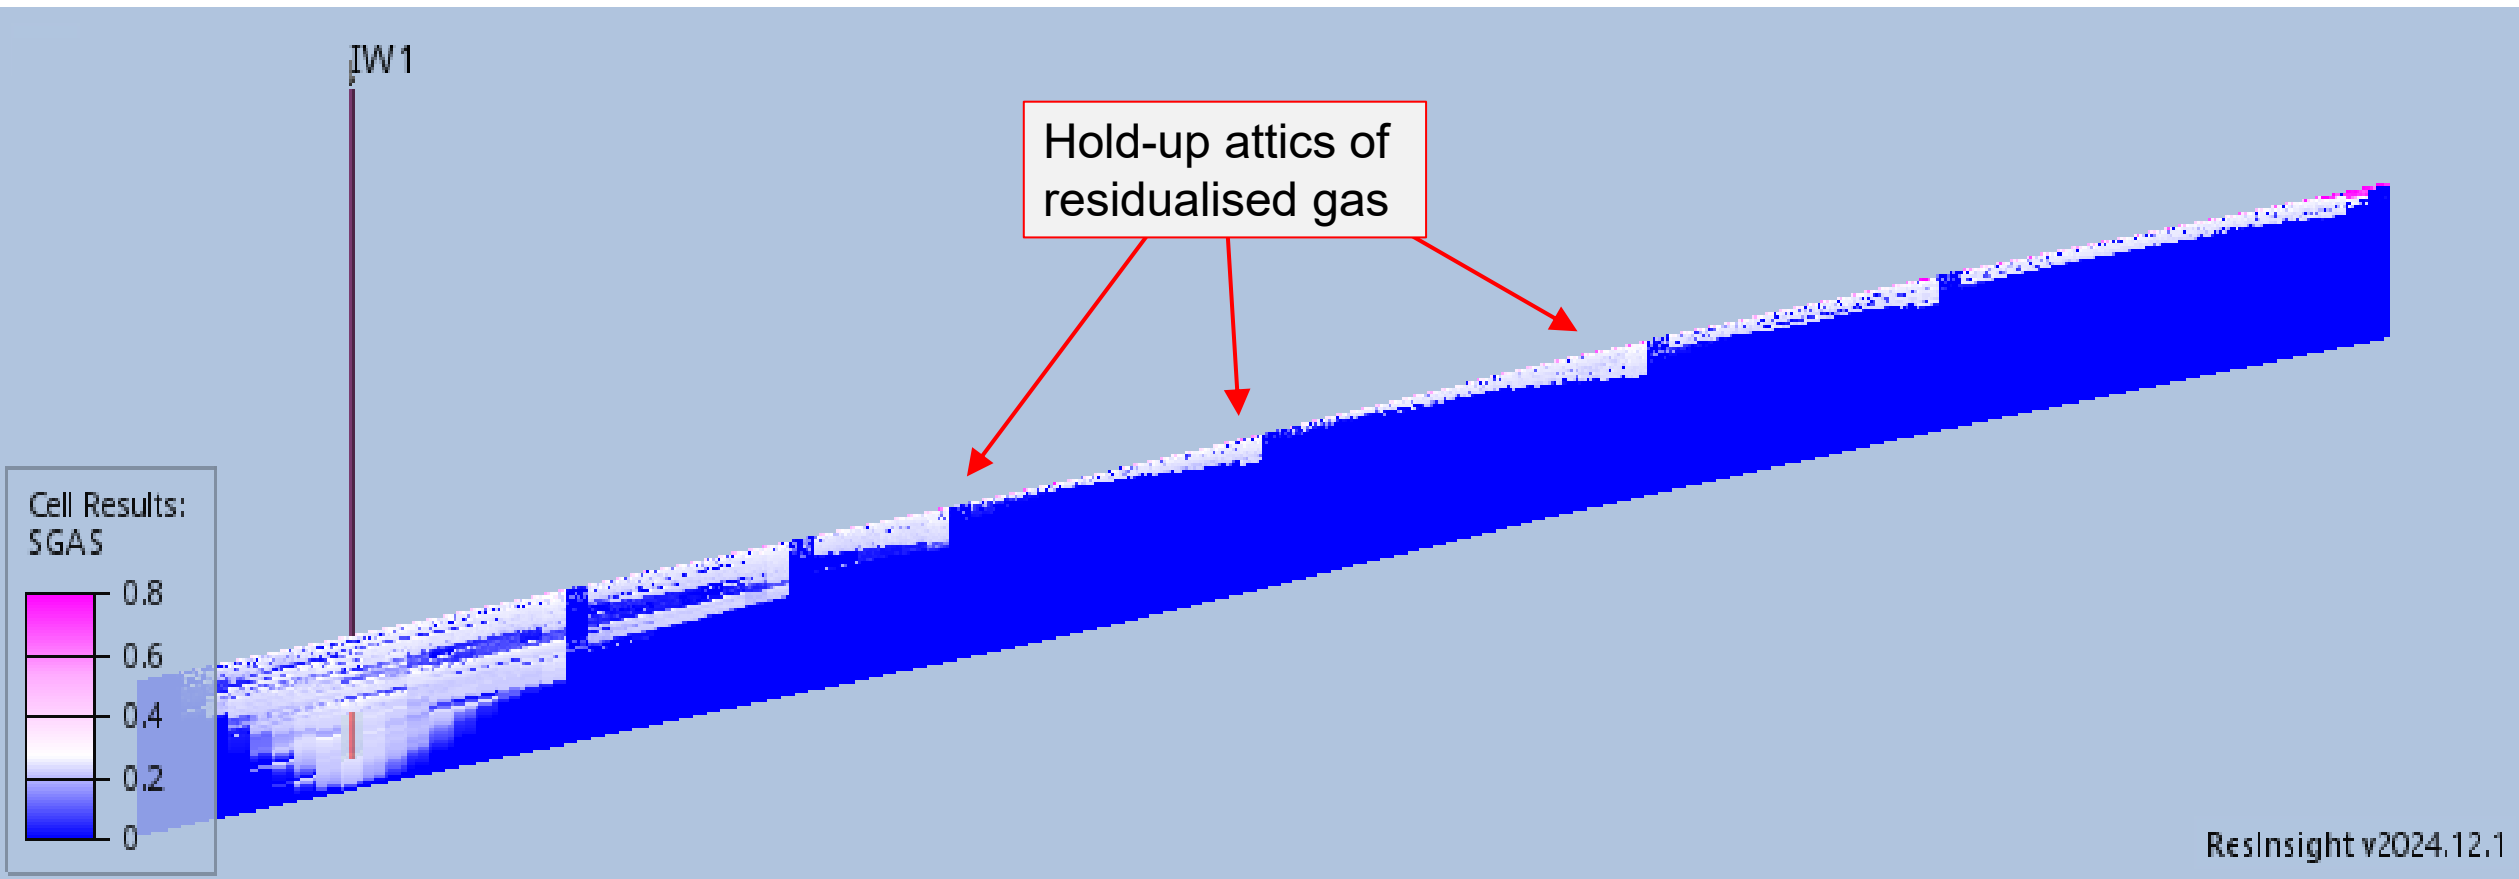 IW1
Hold-up attics of
residualised gas
Cell Results:
SGAS
0.8
0.6
0.4
0.2
0
ResInsight v2024.12.1